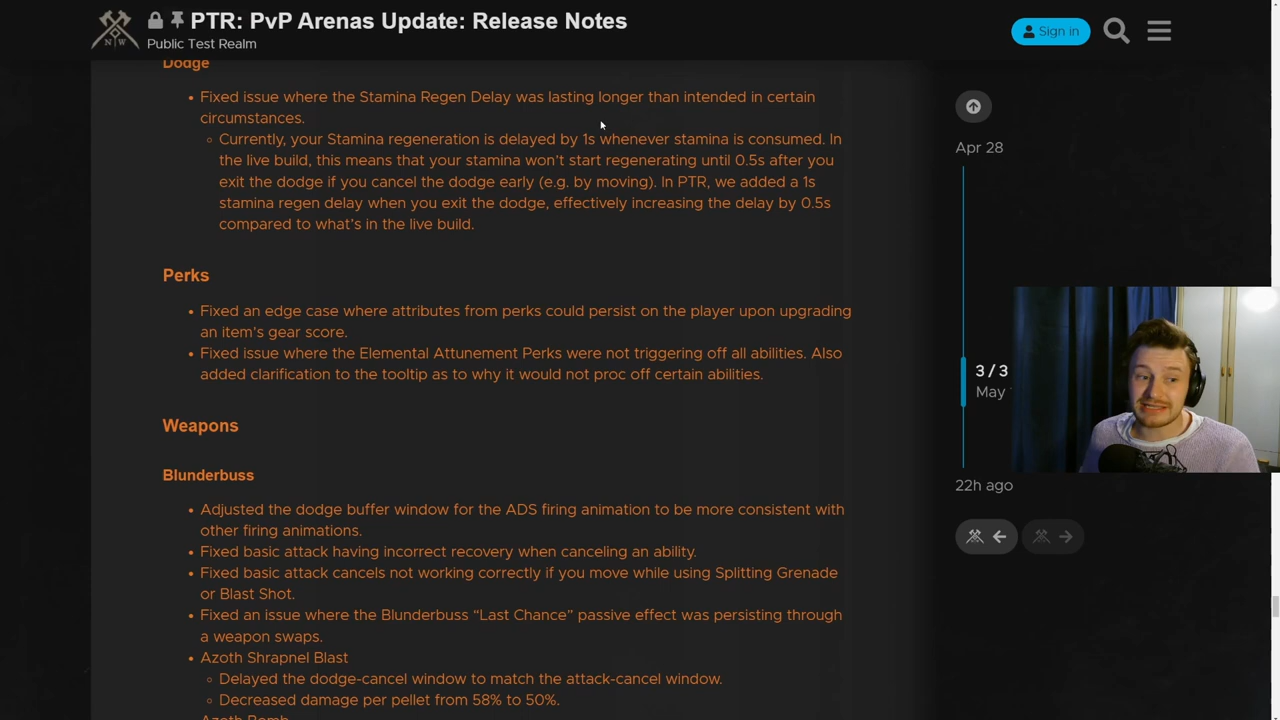 PTR: PvP Arenas Update: Release Notes
Public Test Realm
N W
Sign in
Dodge
• Fixed issue where the Stamina Regen Delay was lasting longer than intended in certain
circumstances.
◦ Currently, your Stamina regeneration is delayed by 1s whenever stamina is consumed. In
the live build, this means that your stamina won’t start regenerating until 0.5s after you
exit the dodge if you cancel the dodge early (e.g. by moving). In PTR, we added a 1s
stamina regen delay when you exit the dodge, effectively increasing the delay by 0.5s
compared to what’s in the live build.
Perks
• Fixed an edge case where attributes from perks could persist on the player upon upgrading
an item’s gear score.
• Fixed issue where the Elemental Attunement Perks were not triggering off all abilities. Also
added clarification to the tooltip as to why it would not proc off certain abilities.
Weapons
Blunderbuss
• Adjusted the dodge buffer window for the ADS firing animation to be more consistent with
other firing animations.
• Fixed basic attack having incorrect recovery when canceling an ability.
• Fixed basic attack cancels not working correctly if you move while using Splitting Grenade
or Blast Shot.
• Fixed an issue where the Blunderbuss “Last Chance” passive effect was persisting through
a weapon swaps.
• Azoth Shrapnel Blast
◦ Delayed the dodge-cancel window to match the attack-cancel window.
◦ Decreased damage per pellet from 58% to 50%.
• Azoth Bomb
Apr 28
3 / 3
May
22h ago